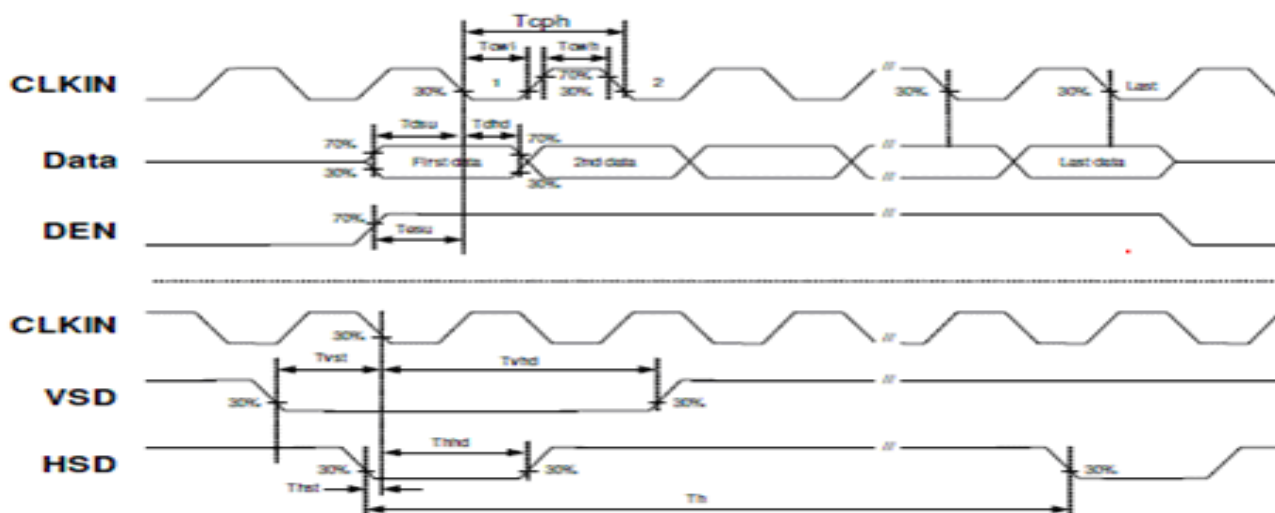 Tcph
Tcwl Tcwh
CLKIN 30% 1 70% 30% 2 // 30% 30% Last
Tdsu Tdhd
Data 70% 30% First data 70% 30% 2nd data // Last data
DEN 70% Tesu //
CLKIN 30% //
Tvst Tvhd
VSD 30% 30% //
Thhd
HSD 30% 30% // 30%
Thst
Th